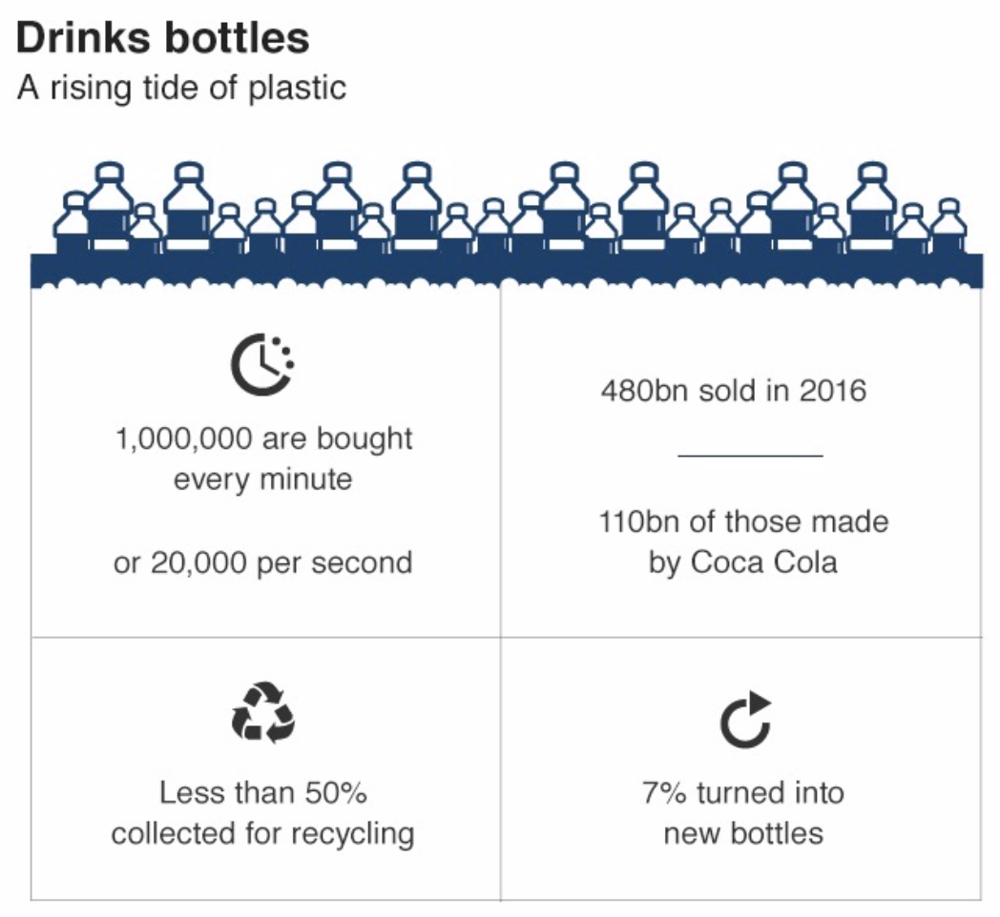 Drinks bottles
A rising tide of plastic
1,000,000 are bought
every minute
or 20,000 per second
480bn sold in 2016
110bn of those made
by Coca Cola
Less than 50%
collected for recycling
7% turned into
new bottles